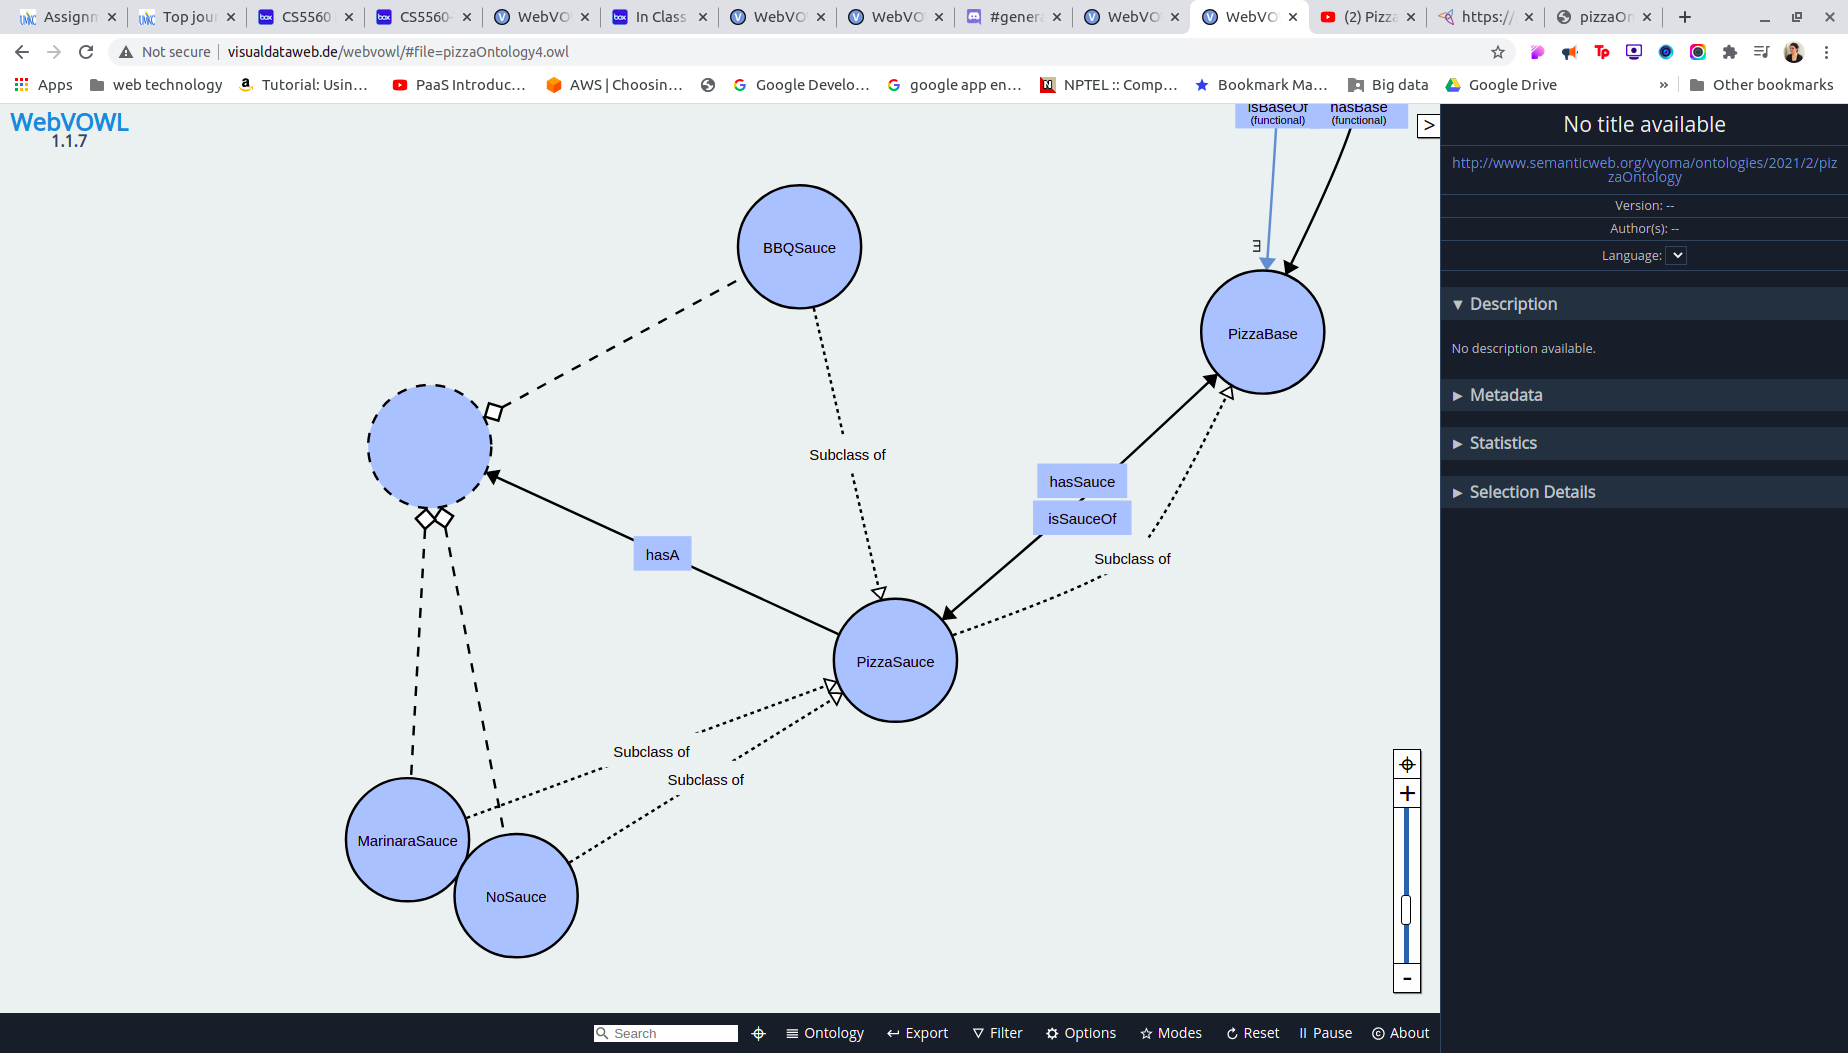 Assignm
Top jour
CS5560
CS5560-
WebVO
In Class
WebVO
WebVO
#genera
WebVO
WebVO
(2) Pizza
https://
pizzaOn
Not secure
visualdataweb.de/webvowl/#file=pizzaOntology4.owl
Apps
web technology
Tutorial: Usin…
PaaS Introduc…
AWS | Choosin…
Google Develo…
google app en…
NPTEL :: Comp…
Bookmark Ma…
Big data
Google Drive
»
Other bookmarks
WebVOWL
1.1.7
isBaseOf
(functional)
hasBase
(functional)
>
BBQSauce
∃
PizzaBase
Subclass of
hasSauce
isSauceOf
hasA
Subclass of
PizzaSauce
Subclass of
Subclass of
MarinaraSauce
NoSauce
No title available
http://www.semanticweb.org/vyoma/ontologies/2021/2/piz
zaOntology
Version: --
Author(s): --
Language:
Description
No description available.
Metadata
Statistics
Selection Details
+
-
Search
Ontology
Export
Filter
Options
Modes
Reset
Pause
About